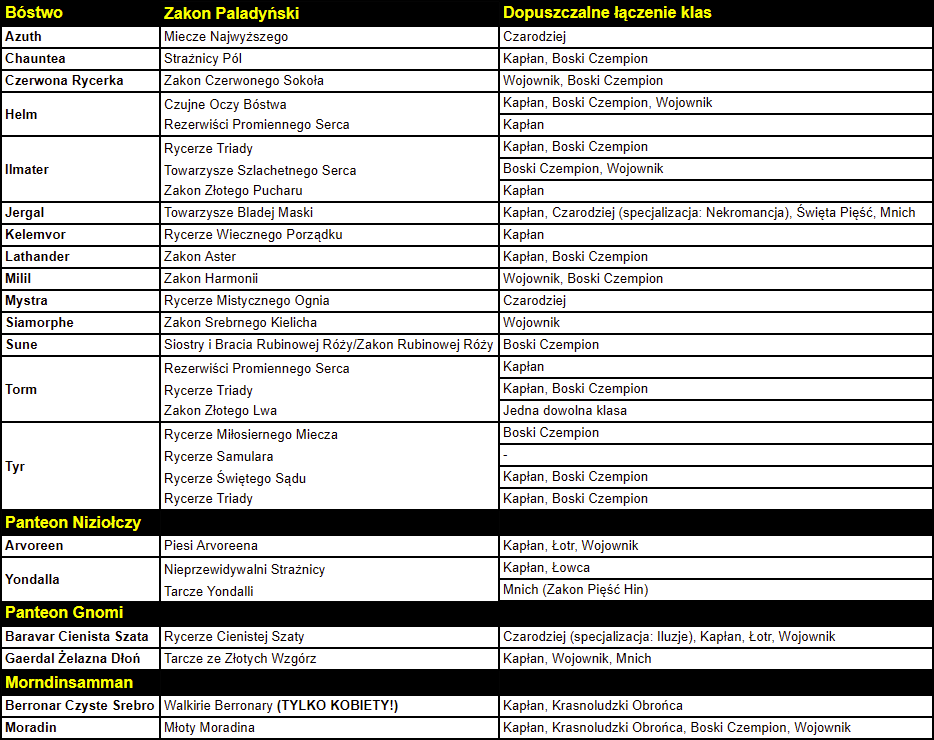 Bóstwo Zakon Paladyński Dopuszczalne łączenie klas
Azuth Miecze Najwyższego Czarodziej
Chauntea Strażnicy Pól Kapłan, Boski Czempion
Czerwona Rycerka Zakon Czerwonego Sokoła Wojownik, Boski Czempion
Helm
Czujne Oczy Bóstwa Kapłan, Boski Czempion, Wojownik
Rezerwiści Promiennego Serca Kapłan
Ilmater
Rycerze Triady Kapłan, Boski Czempion
Towarzysze Szlachetnego Serca Boski Czempion, Wojownik
Zakon Złotego Pucharu Kapłan
Jergal Towarzysze Bladej Maski Kapłan, Czarodziej (specjalizacja: Nekromancja), Święta Pięść, Mnich
Kelemvor Rycerze Wiecznego Porządku Kapłan
Lathander Zakon Aster Kapłan, Boski Czempion
Milil Zakon Harmonii Wojownik, Boski Czempion
Mystra Rycerze Mistycznego Ognia Czarodziej
Siamorphe Zakon Srebrnego Kielicha Wojownik
Sune Siostry i Bracia Rubinowej Róży/Zakon Rubinowej Róży Boski Czempion
Torm
Rezerwiści Promiennego Serca Kapłan
Rycerze Triady Kapłan, Boski Czempion
Zakon Złotego Lwa Jedna dowolna klasa
Tyr
Rycerze Miłosiernego Miecza Boski Czempion
Rycerze Samulara -
Rycerze Świętego Sądu Kapłan, Boski Czempion
Rycerze Triady Kapłan, Boski Czempion
Panteon Niziołczy
Arvoreen Piesi Arvoreena Kapłan, Łotr, Wojownik
Yondalla
Nieprzewidywalni Strażnicy Kapłan, Łowca
Tarcze Yondalli Mnich (Zakon Pięść Hin)
Panteon Gnomi
Baravar Cienista Szata Rycerze Cienistej Szaty Czarodziej (specjalizacja: Iluzje), Kapłan, Łotr, Wojownik
Gaerdal Żelazna Dłoń Tarcze ze Złotych Wzgórz Kapłan, Wojownik, Mnich
Morndinsamman
Berronar Czyste Srebro Walkirie Berronary (TYLKO KOBIETY!) Kapłan, Krasnoludzki Obrońca
Moradin Młoty Moradina Kapłan, Krasnoludzki Obrońca, Boski Czempion, Wojownik